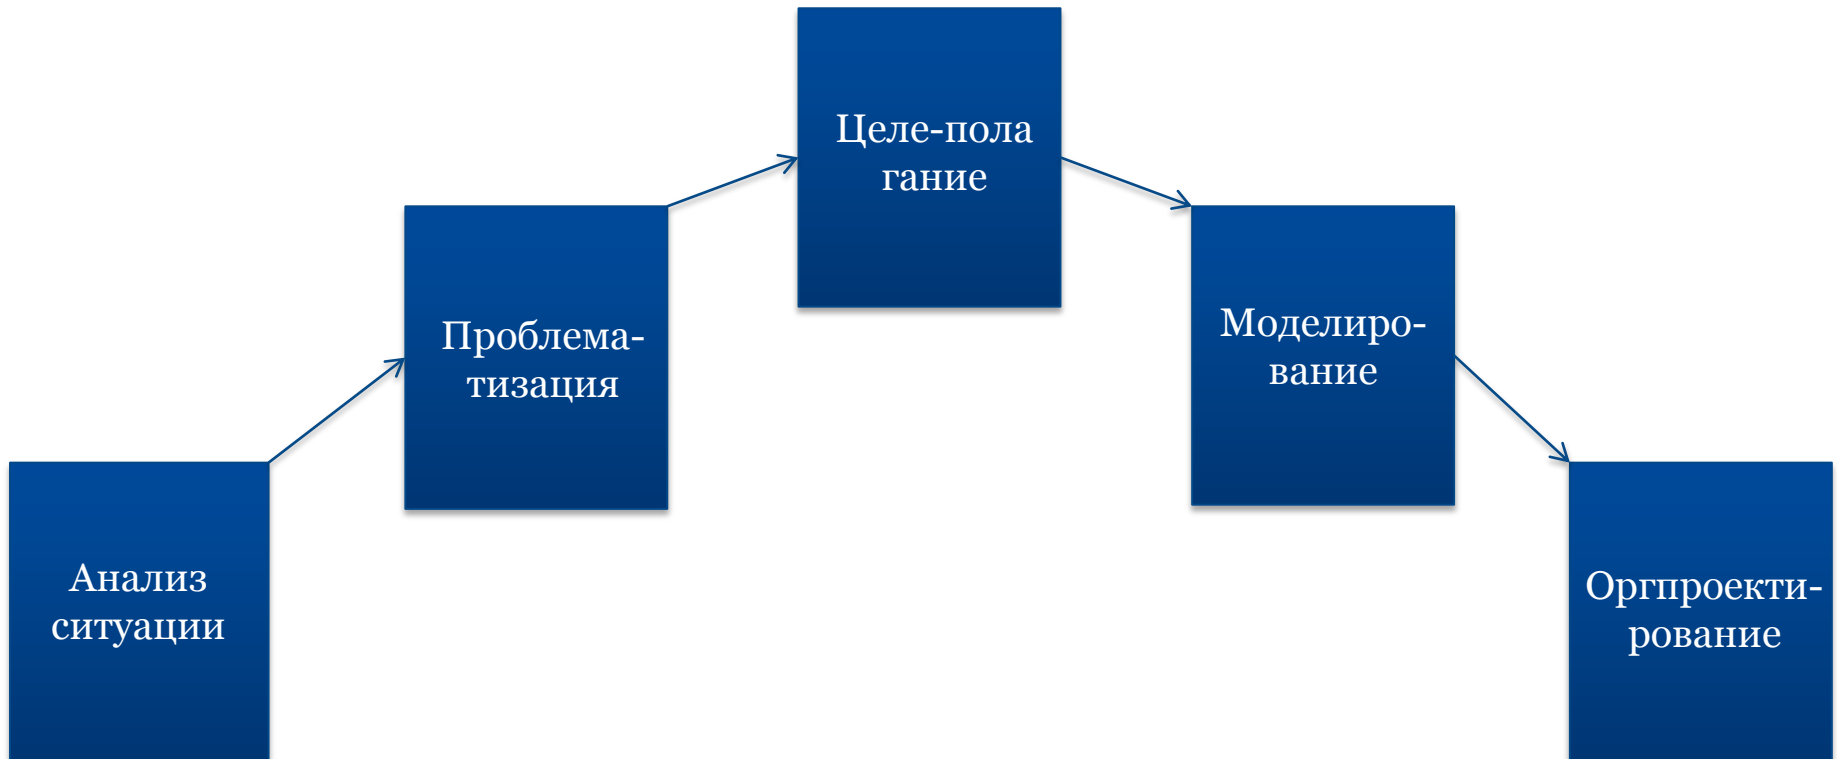 Анализ
ситуации
Проблема-
тизация
Целе-пола
гание
Моделиро-
вание
Оргпроекти-
рование